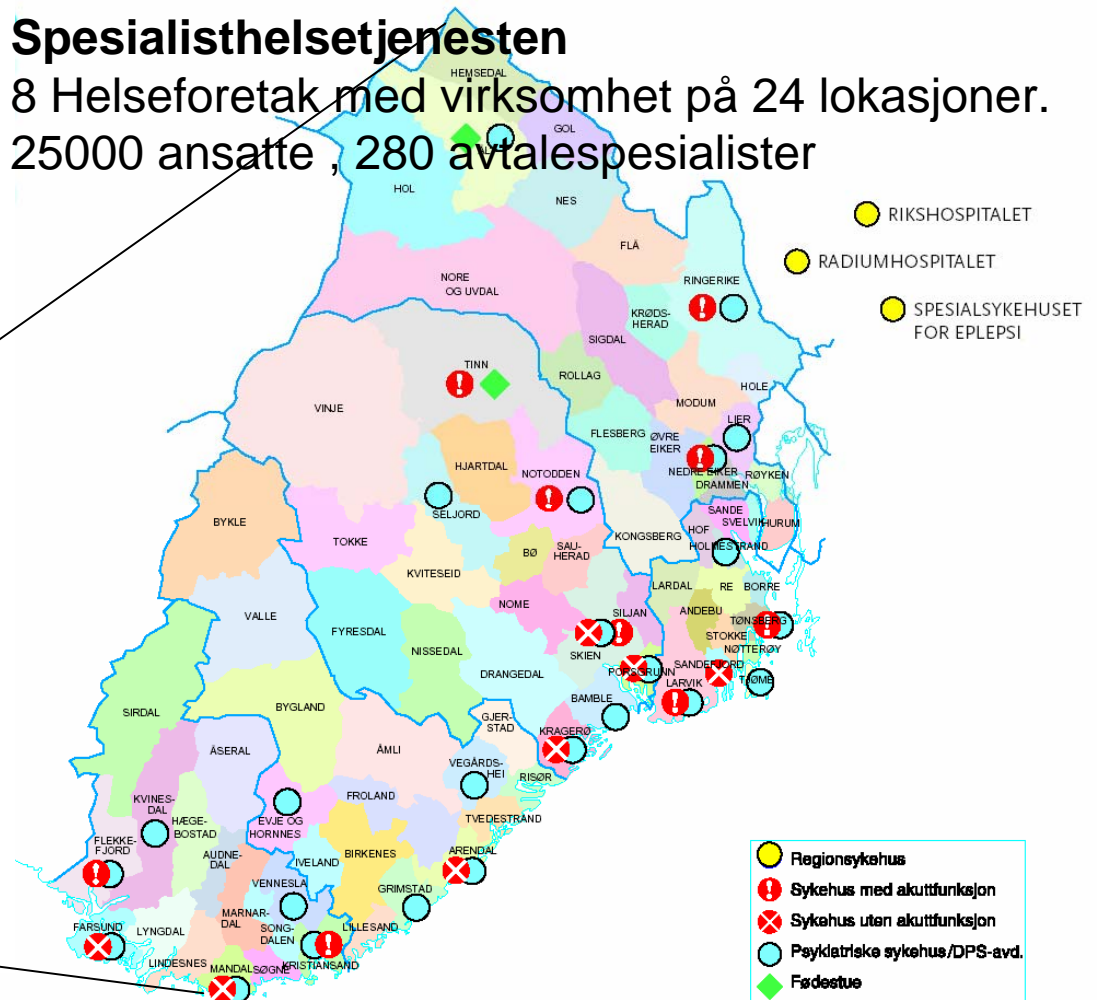 Spesialisthelsetjenesten
8 Helseforetak med virksomhet på 24 lokasjoner.
25000 ansatte , 280 avtalespesialister
HEMSEDAL
GOL
HOL
NES
FLÅ
RIKSHOSPITALET
RADIUMHOSPITALET
SPESIALSYKEHUSET
FOR EPLEPSI
NORE
OG UVDAL
RINGERIKE
KRØDS-
HERAD
SIGDAL
TINN
ROLLAG
HOLE
MODUM
VINJE
LIER
FLESBERG
ØVRE
EIKER
HJARTDAL
NOTODDEN
NEDRE EIKER
RØYKEN
DRAMMEN
SELJORD
SANDE
SVELVIK
HURUM
BYKLE
TOKKE
KONGSBERG
HOF
HOLMESTRAND
BØ
SAU-
HERAD
KVITESEID
LARDAL
RE
BORRE
NOME
VALLE
FYRESDAL
SILJAN
ANDEBU
TØNSBERG
STOKKE
NØTTERØY
NISSEDAL
SKIEN
DRANGEDAL
PORSGRUNN
SANDEFJORD
LARVIK
TJØME
BAMBLE
SIRDAL
BYGLAND
GJER-
STAD
KRAGERØ
ÅSERAL
ÅMLI
VEGÅRDS-
HEI
RISØR
KVINES-
DAL
HÆGE-
BOSTAD
FROLAND
TVEDESTRAND
EVJE OG
HORNNES
FLEKKE-
FJORD
AUDNE-
DAL
IVELAND
BIRKENES
ARENDAL
VENNESLA
GRIMSTAD
MARNAR-
DAL
SONG-
DALEN
LILLESAND
FARSUND
LYNGDAL
LINDESNES
MANDAL
SØGNE
KRISTIANSAND
Regionsykehus
Sykehus med akuttfunksjon
Sykehus uten akuttfunksjon
Psykiatriske sykehus/DPS-avd.
Fødestue